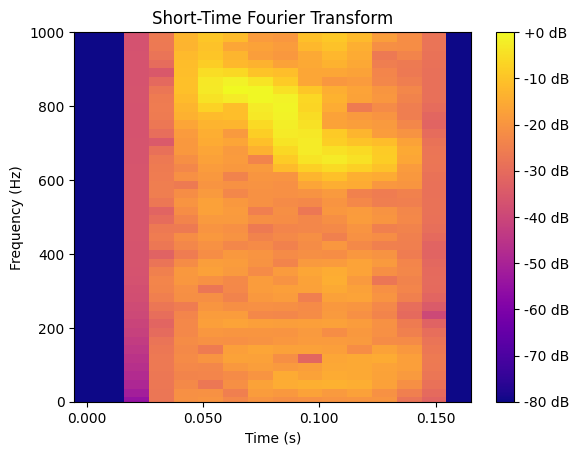 Short-Time Fourier Transform
1000
800
600
400
200
0
Frequency (Hz)
0.000
0.050
0.100
0.150
Time (s)
+0 dB
-10 dB
-20 dB
-30 dB
-40 dB
-50 dB
-60 dB
-70 dB
-80 dB